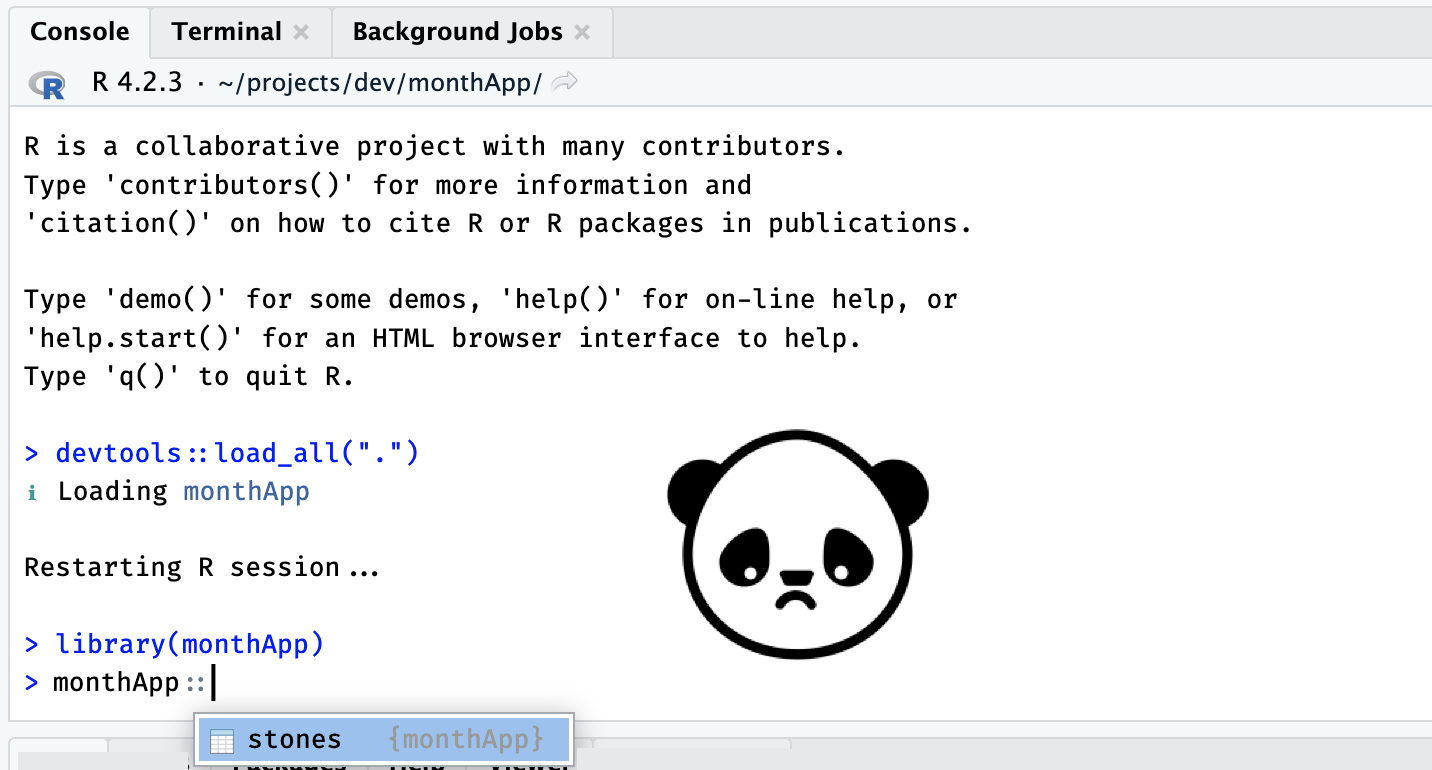 Console Terminal Background Jobs
R R 4.2.3 · ~/projects/dev/monthApp/
R is a collaborative project with many contributors.
Type 'contributors()' for more information and
'citation()' on how to cite R or R packages in publications.
Type 'demo()' for some demos, 'help()' for on-line help, or
'help.start()' for an HTML browser interface to help.
Type 'q()' to quit R.
> devtools::load_all(".")
ℹ Loading monthApp
Restarting R session...
> library(monthApp)
> monthApp::
stones {monthApp}
Packages Help Viewer